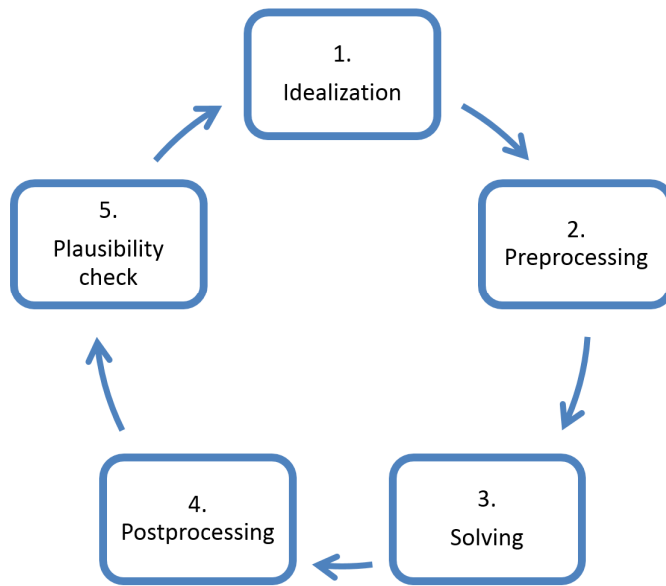 1.
Idealization
2.
Preprocessing
3.
Solving
4.
Postprocessing
5.
Plausibility
check